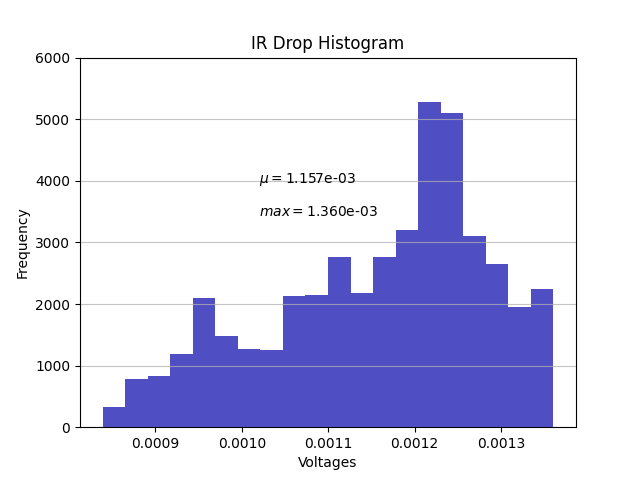 IR Drop Histogram
6000
5000
4000
3000
2000
1000
0
Frequency
μ = 1.157e-03
max = 1.360e-03
0.0009 0.0010 0.0011 0.0012 0.0013
Voltages